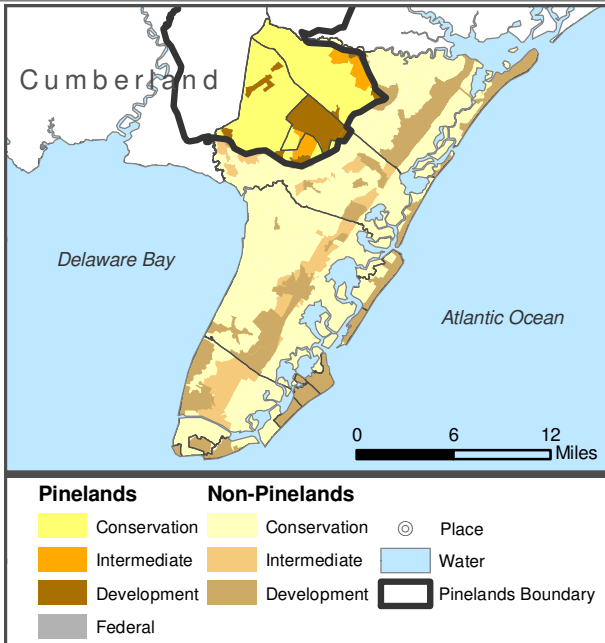 Cumberland
Delaware Bay
Atlantic Ocean
0 6 12
Miles
Pinelands Non-Pinelands
Conservation Conservation Place
Intermediate Intermediate Water
Development Development Pinelands Boundary
Federal